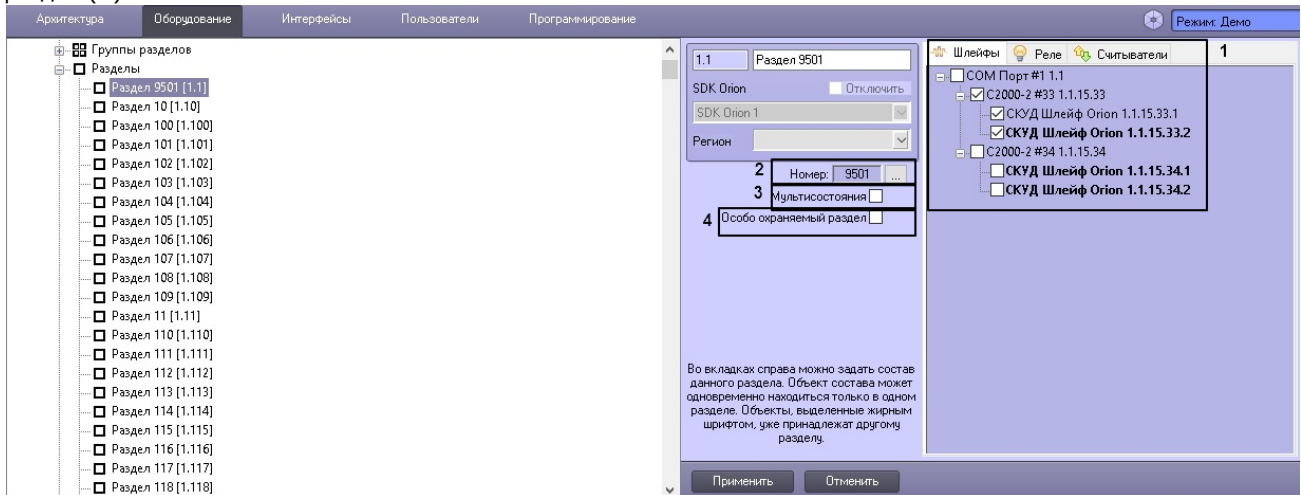 Архитектура Оборудование Интерфейсы Пользователи Программирование Режим: Демо
Группы разделов
Разделы
Раздел 9501 [1.1]
Раздел 10 [1.10]
Раздел 100 [1.100]
Раздел 101 [1.101]
Раздел 102 [1.102]
Раздел 103 [1.103]
Раздел 104 [1.104]
Раздел 105 [1.105]
Раздел 106 [1.106]
Раздел 107 [1.107]
Раздел 108 [1.108]
Раздел 109 [1.109]
Раздел 11 [1.11]
Раздел 110 [1.110]
Раздел 111 [1.111]
Раздел 112 [1.112]
Раздел 113 [1.113]
Раздел 114 [1.114]
Раздел 115 [1.115]
Раздел 116 [1.116]
Раздел 117 [1.117]
Раздел 118 [1.118]
1.1 Раздел 9501
SDK Orion Отключить
SDK Orion 1
Регион
2 Номер: 9501 ...
3 Мультисостояния
4 Особо охраняемый раздел
Во вкладках справа можно задать состав
данного раздела. Объект состава может
одновременно находиться только в одном
разделе. Объекты, выделенные жирным
шрифтом, уже принадлежат другому
разделу.
Применить Отменить
Шлейфы Реле Считыватели 1
COM Порт #1 1.1
С2000-2 #33 1.1.15.33
СКУД Шлейф Orion 1.1.15.33.1
СКУД Шлейф Orion 1.1.15.33.2
С2000-2 #34 1.1.15.34
СКУД Шлейф Orion 1.1.15.34.1
СКУД Шлейф Orion 1.1.15.34.2